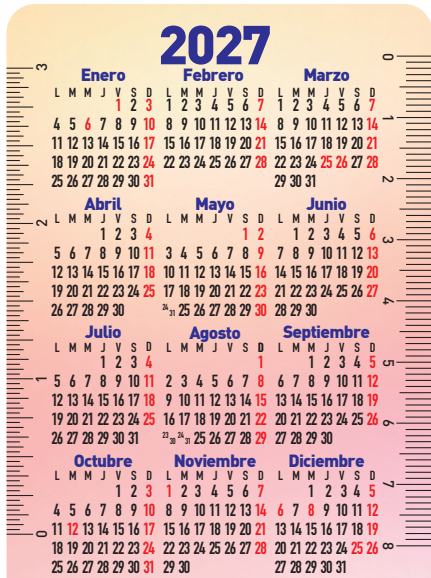 2027
Enero
L M M J V S D
1 2 3
4 5 6 7 8 9 10
11 12 13 14 15 16 17
18 19 20 21 22 23 24
25 26 27 28 29 30 31
Febrero
L M M J V S D
1 2 3 4 5 6 7
8 9 10 11 12 13 14
15 16 17 18 19 20 21
22 23 24 25 26 27 28
Marzo
L M M J V S D
1 2 3 4 5 6 7
8 9 10 11 12 13 14
15 16 17 18 19 20 21
22 23 24 25 26 27 28
29 30 31
Abril
L M M J V S D
1 2 3 4
5 6 7 8 9 10 11
12 13 14 15 16 17 18
19 20 21 22 23 24 25
26 27 28 29 30
Mayo
L M M J V S D
1 2
3 4 5 6 7 8 9
10 11 12 13 14 15 16
17 18 19 20 21 22 23
24 31 25 26 27 28 29 30
Junio
L M M J V S D
1 2 3 4 5 6
7 8 9 10 11 12 13
14 15 16 17 18 19 20
21 22 23 24 25 26 27
28 29 30
Julio
L M M J V S D
1 2 3 4
5 6 7 8 9 10 11
12 13 14 15 16 17 18
19 20 21 22 23 24 25
26 27 28 29 30 31
Agosto
L M M J V S D
1
2 3 4 5 6 7 8
9 10 11 12 13 14 15
16 17 18 19 20 21 22
23 30 24 31 25 26 27 28 29
Septiembre
L M M J V S D
1 2 3 4 5
6 7 8 9 10 11 12
13 14 15 16 17 18 19
20 21 22 23 24 25 26
27 28 29 30
Octubre
L M M J V S D
1 2 3
4 5 6 7 8 9 10
11 12 13 14 15 16 17
18 19 20 21 22 23 24
25 26 27 28 29 30 31
Noviembre
L M M J V S D
1 2 3 4 5 6 7
8 9 10 11 12 13 14
15 16 17 18 19 20 21
22 23 24 25 26 27 28
29 30
Diciembre
L M M J V S D
1 2 3 4 5
6 7 8 9 10 11 12
13 14 15 16 17 18 19
20 21 22 23 24 25 26
27 28 29 30 31
3
2
1
0
0
1
2
3
4
5
6
7
8